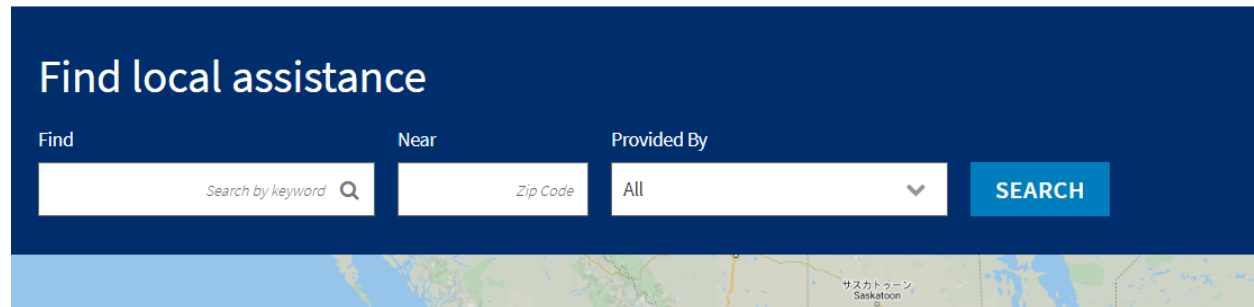 Find local assistance
Find Near Provided By
Search by keyword Zip Code All SEARCH
サスカトゥーン
Saskatoon